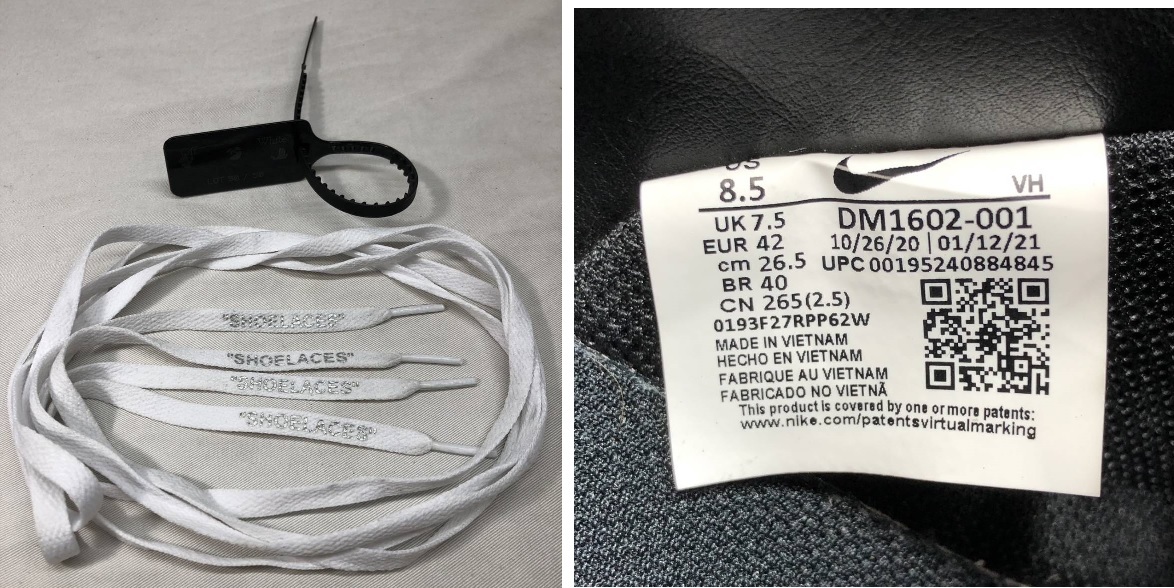 "SHOELACES"
"SHOELACES"
"SHOELACES"
"SHOELACES"
US
8.5
VH
UK 7.5
EUR 42
cm 26.5
BR 40
CN 265(2.5)
DM1602-001
10/26/20 | 01/12/21
UPC 00195240884845
0193F27RPP62W
MADE IN VIETNAM
HECHO EN VIETNAM
FABRIQUE AU VIETNAM
FABRICADO NO VIETNÃ
This product is covered by one or more patents:
www.nike.com/patentsvirtualmarking